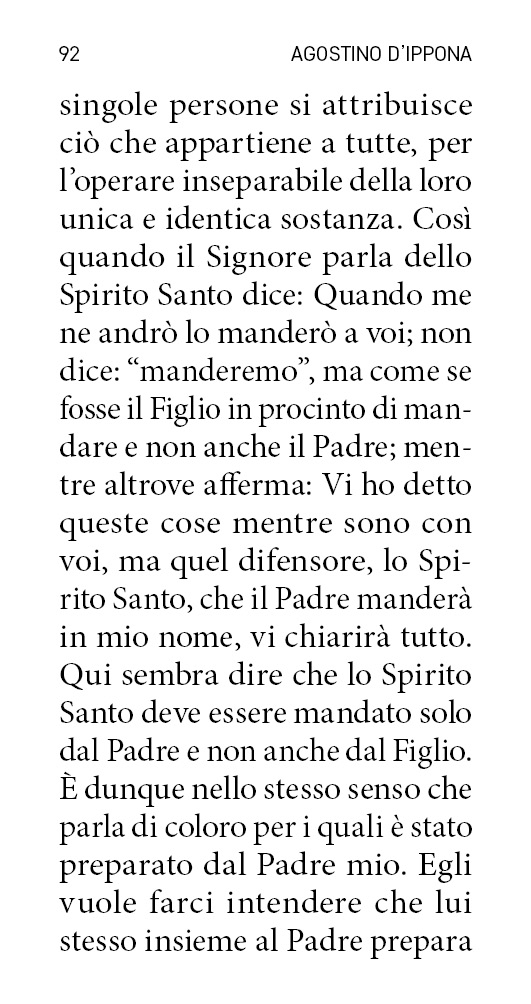 92 AGOSTINO D’IPPONA
singole persone si attribuisce
ciò che appartiene a tutte, per
l’operare inseparabile della loro
unica e identica sostanza. Così
quando il Signore parla dello
Spirito Santo dice: Quando me
ne andrò lo manderò a voi; non
dice: “manderemo”, ma come se
fosse il Figlio in procinto di man-
dare e non anche il Padre; men-
tre altrove afferma: Vi ho detto
queste cose mentre sono con
voi, ma quel difensore, lo Spi-
rito Santo, che il Padre manderà
in mio nome, vi chiarirà tutto.
Qui sembra dire che lo Spirito
Santo deve essere mandato solo
dal Padre e non anche dal Figlio.
È dunque nello stesso senso che
parla di coloro per i quali è stato
preparato dal Padre mio. Egli
vuole farci intendere che lui
stesso insieme al Padre prepara